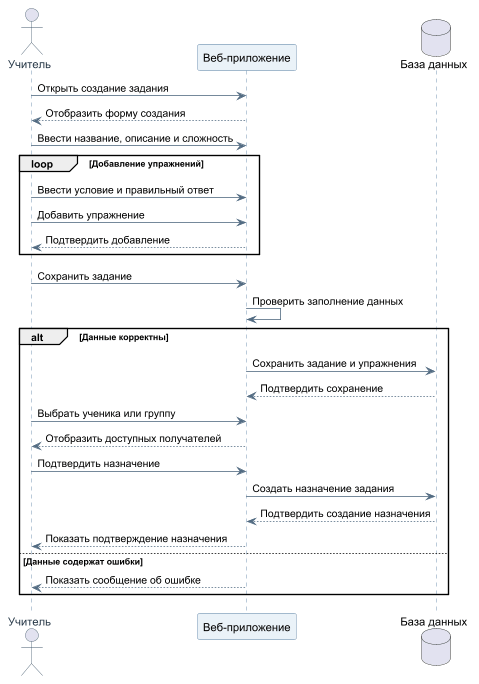 Учитель
Веб-приложение
База данных
Открыть создание задания
Отобразить форму создания
Ввести название, описание и сложность
loop [Добавление упражнений]
Ввести условие и правильный ответ
Добавить упражнение
Подтвердить добавление
Сохранить задание
Проверить заполнение данных
alt [Данные корректны]
Сохранить задание и упражнения
Подтвердить сохранение
Выбрать ученика или группу
Отобразить доступных получателей
Подтвердить назначение
Создать назначение задания
Подтвердить создание назначения
Показать подтверждение назначения
[Данные содержат ошибки]
Показать сообщение об ошибке
Учитель
Веб-приложение
База данных